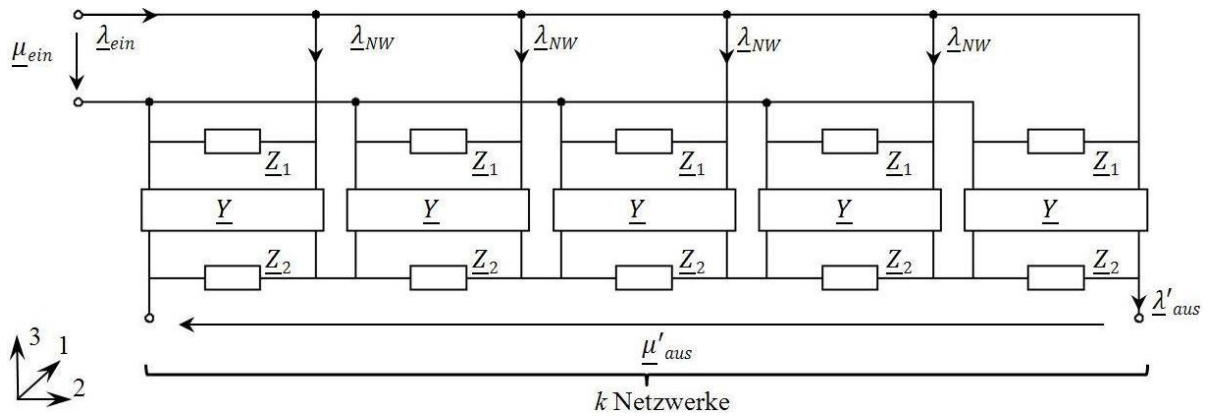 λ_ein λ_NW λ_NW λ_NW λ_NW
μ_ein
Z_1 Z_1 Z_1 Z_1 Z_1
Y Y Y Y Y
Z_2 Z_2 Z_2 Z_2 Z_2
λ'_aus
3 1 2
μ'_aus
k Netzwerke